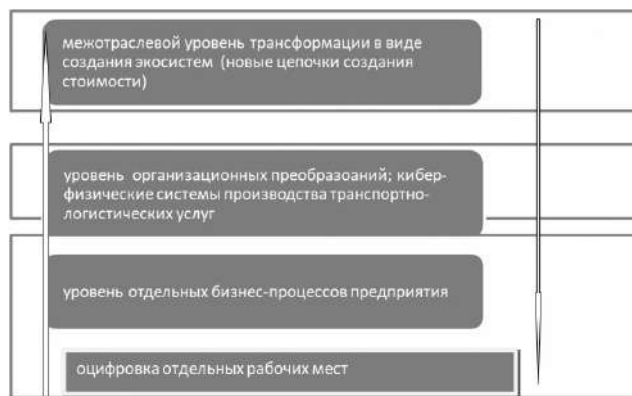 межотраслевой уровень трансформации в виде
создания экосистем (новые цепочки создания
стоимости)
уровень организационных преобразоаний; кибер-
физические системы производства транспортно-
логистических услуг
уровень отдельных бизнес-процессов предприятия
оцифровка отдельных рабочих мест